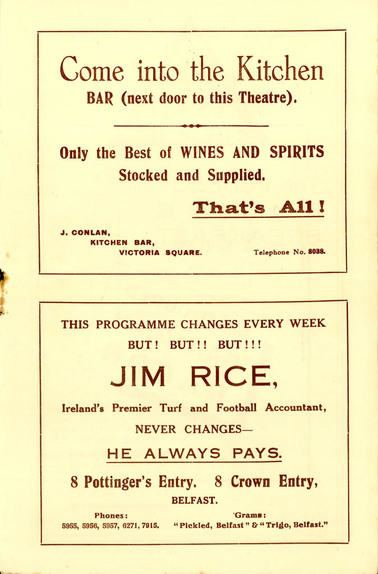 Come into the Kitchen
BAR (next door to this Theatre).
Only the Best of WINES AND SPIRITS
Stocked and Supplied.
That's All!
J. CONLAN,
KITCHEN BAR,
VICTORIA SQUARE.
Telephone No. 8038.
THIS PROGRAMME CHANGES EVERY WEEK
BUT! BUT!! BUT!!!
JIM RICE,
Ireland's Premier Turf and Football Accountant,
NEVER CHANGES—
HE ALWAYS PAYS.
8 Pottinger's Entry. 8 Crown Entry,
BELFAST.
Phones: 'Grams:
5955, 5956, 5957, 6271, 7915. "Pickled, Belfast" & "Trigo, Belfast."